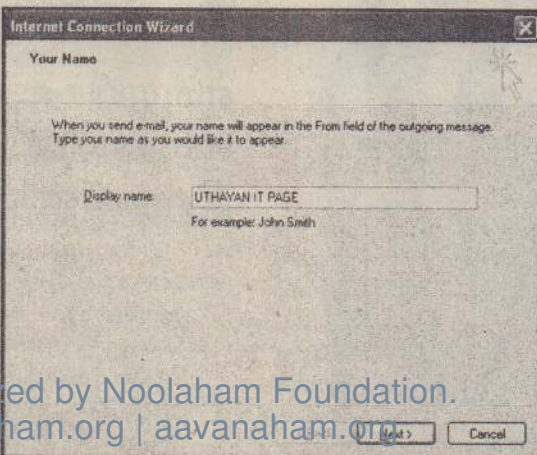 Internet Connection Wizard
Your Name
When you send e-mail, your name will appear in the From field of the outgoing message.
Type your name as you would like it to appear.
Display name: UTHAYAN IT PAGE
For example: John Smith
ed by Noolaham Foundation.
ham.org | aavanaham.org
Next > Cancel